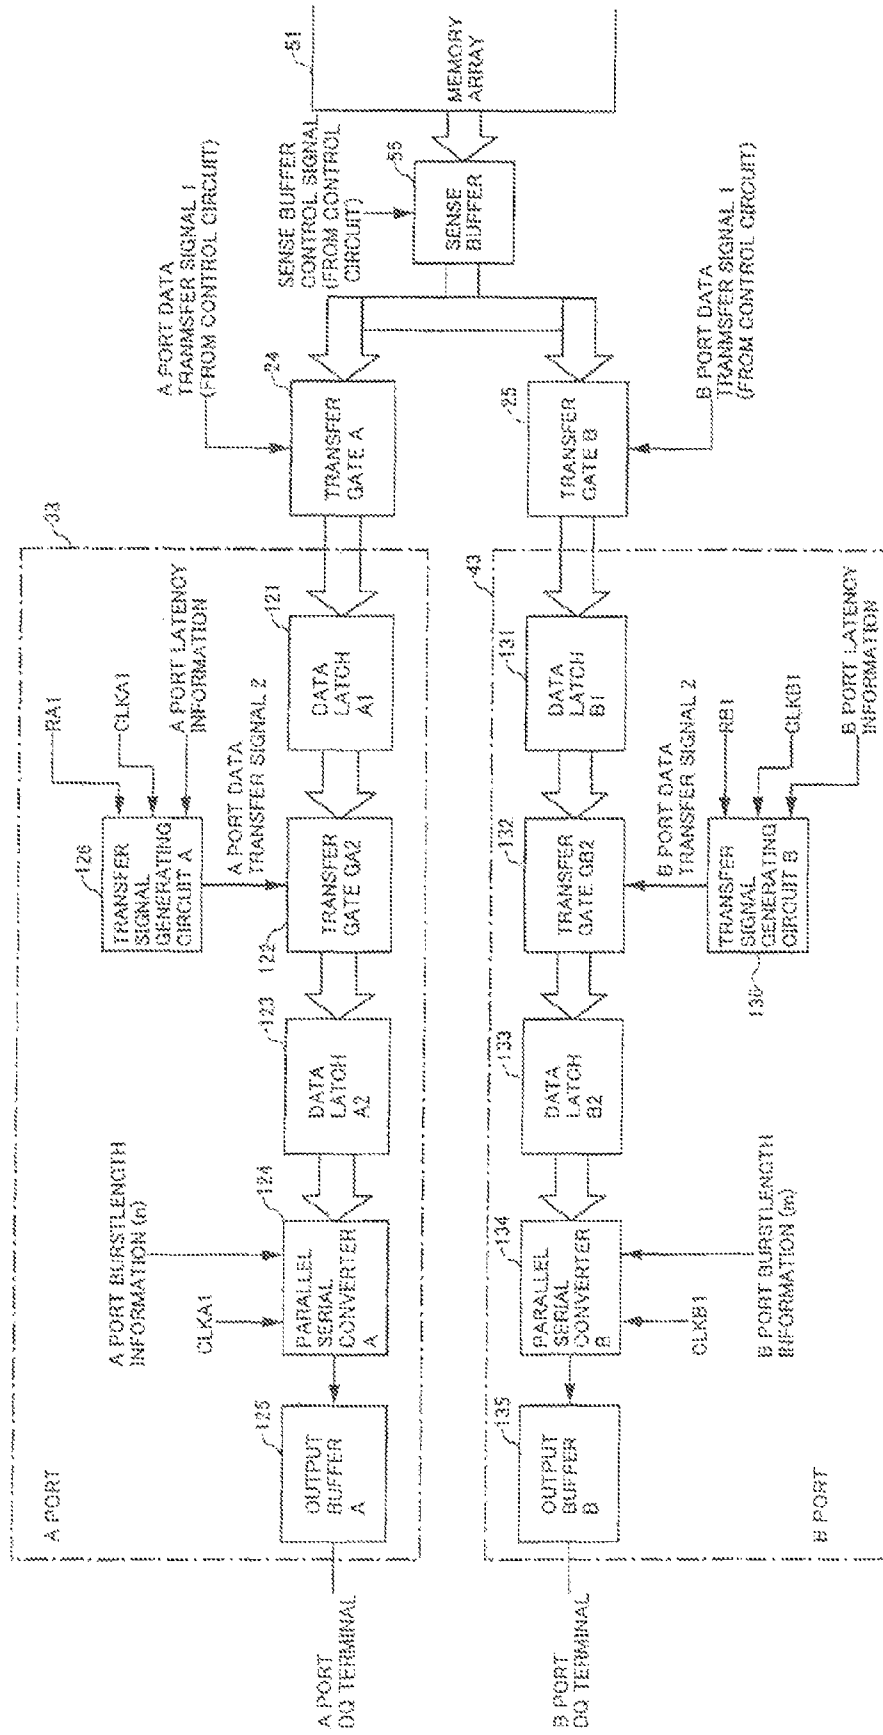 A PORT
33
RA1
CLKA1
A PORT LATENCY
INFORMATION
A PORT DATA
TRANMSFER SIGNAL 1
(FROM CONTROL CIRCUIT)
A PORT BURSTLENGTH
INFORMATION (n)
CLKA1
126
TRANSFER
SIGNAL
GENERATING
CIRCUIT A
A PORT DATA
TRANSFER SIGNAL 2
125
OUTPUT
BUFFER
A
124
PARALLEL
SERIAL
CONVERTER
A
123
DATA
LATCH
A2
122
TRANSFER
GATE GA2
121
DATA
LATCH
A1
24
TRANSFER
GATE A
SENSE BUFFER
CONTROL SIGNAL
(FROM CONTROL
CIRCUIT)
51
MEMORY
ARRAY
55
SENSE
BUFFER
A PORT
DQ TERMINAL
B PORT
DQ TERMINAL
135
OUTPUT
BUFFER
B
134
PARALLEL
SERIAL
CONVERTER
B
133
DATA
LATCH
B2
132
TRANSFER
GATE GB2
131
DATA
LATCH
B1
43
25
TRANSFER
GATE B
B PORT DATA
TRANSFER SIGNAL 2
136
TRANSFER
SIGNAL
GENERATING
CIRCUIT B
RB1
CLKB1
B PORT LATENCY
INFORMATION
B PORT DATA
TRANMSFER SIGNAL 1
(FROM CONTROL CIRCUIT)
CLKB1
B PORT BURSTLENGTH
INFORMATION (m)
B PORT